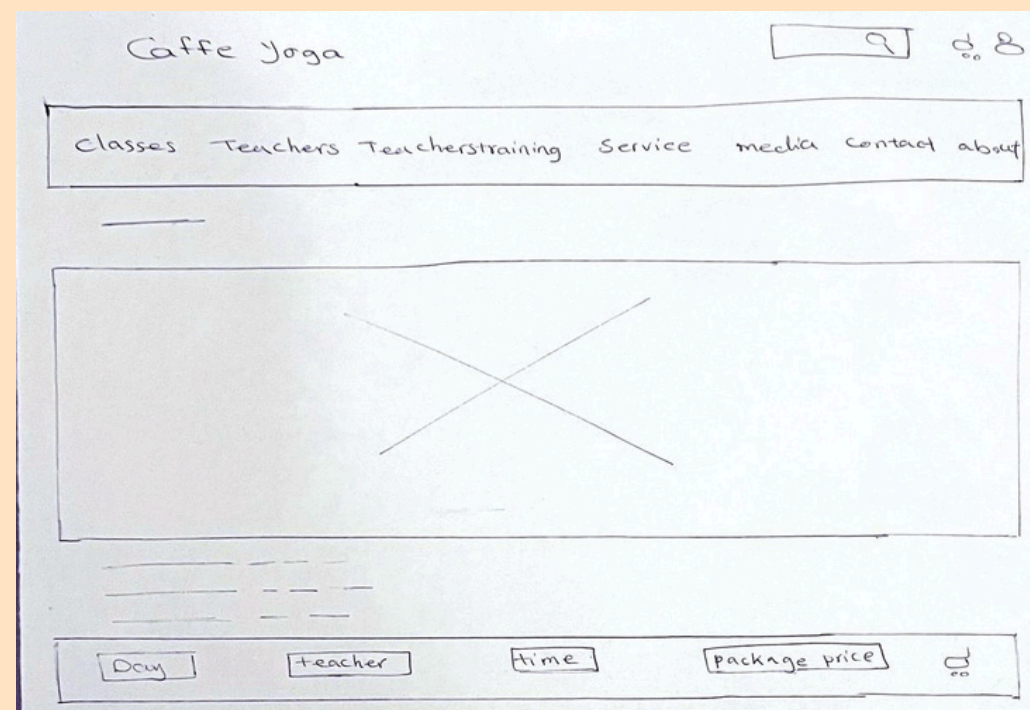 Caffe Yoga
Classes Teachers Teacherstraining Service media Contact about
Day teacher time package price